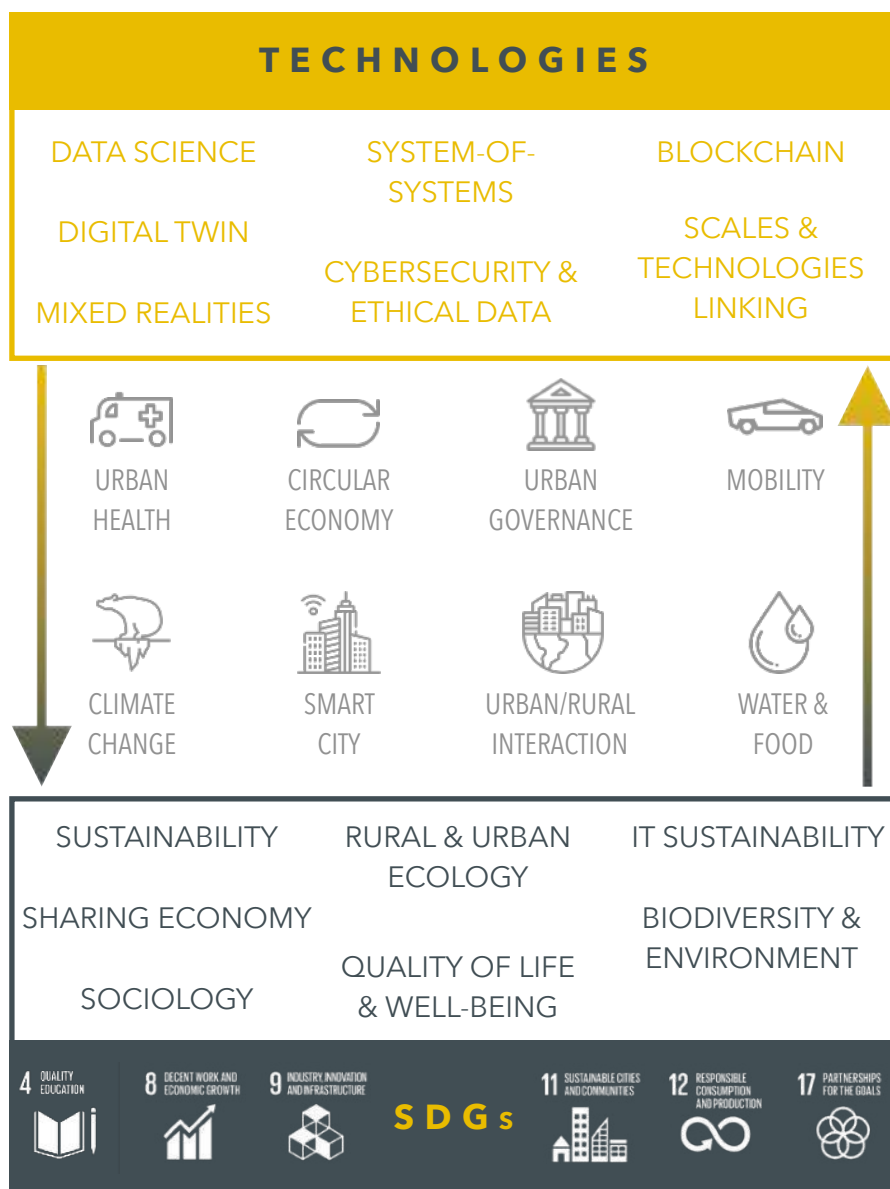 TECHNOLOGIES
DATA SCIENCE
DIGITAL TWIN
MIXED REALITIES
SYSTEM-OF-
SYSTEMS
CYBERSECURITY &
ETHICAL DATA
BLOCKCHAIN
SCALES &
TECHNOLOGIES
LINKING
URBAN
HEALTH
CIRCULAR
ECONOMY
URBAN
GOVERNANCE
MOBILITY
CLIMATE
CHANGE
SMART
CITY
URBAN/RURAL
INTERACTION
WATER &
FOOD
SUSTAINABILITY
SHARING ECONOMY
SOCIOLOGY
RURAL & URBAN
ECOLOGY
QUALITY OF LIFE
& WELL-BEING
IT SUSTAINABILITY
BIODIVERSITY &
ENVIRONMENT
4 QUALITY
EDUCATION
8 DECENT WORK AND
ECONOMIC GROWTH
9 INDUSTRY, INNOVATION
AND INFRASTRUCTURE
SDGs
11 SUSTAINABLE CITIES
AND COMMUNITIES
12 RESPONSIBLE
CONSUMPTION
AND PRODUCTION
17 PARTNERSHIPS
FOR THE GOALS